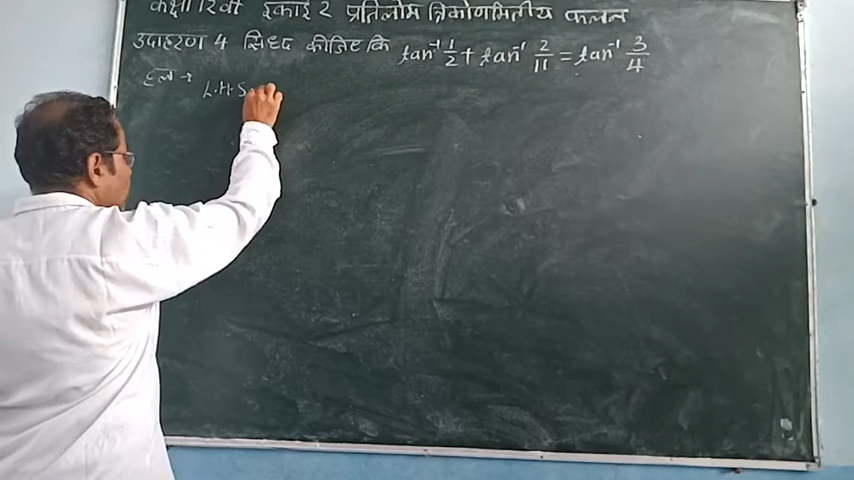 कक्षा 12वीं इकाई 2 प्रतिलोम त्रिकोणमितीय फलन
उदाहरण 4 सिध्द कीजिए कि tan⁻¹ 1/2 + tan⁻¹ 2/11 = tan⁻¹ 3/4
हल → L.H.S